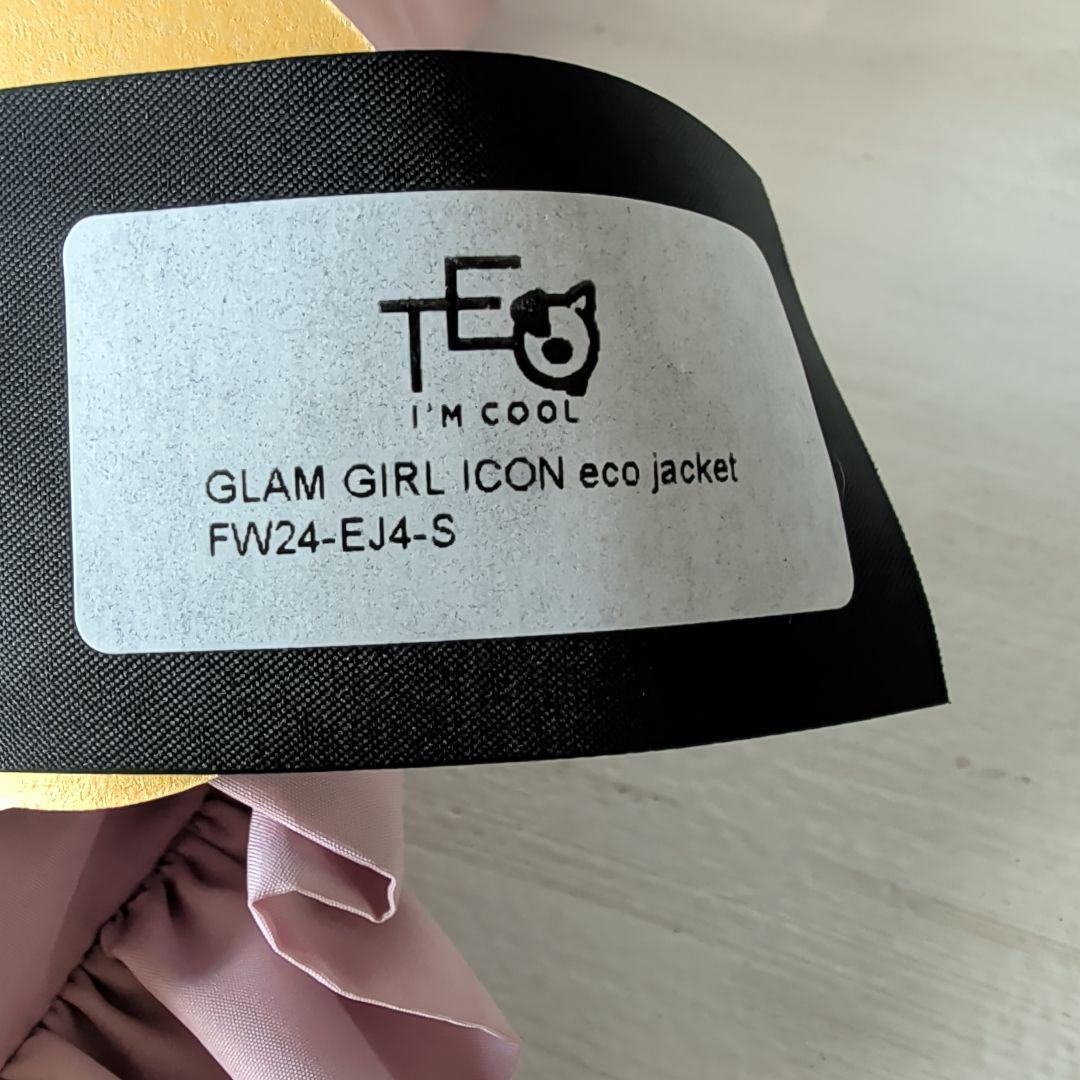 TEO
I'M COOL
GLAM GIRL ICON eco jacket
FW24-EJ4-S